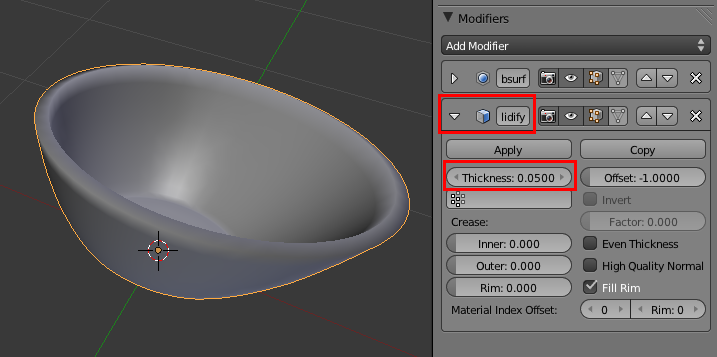 Modifiers
Add Modifier
bsurf
lidify
Apply Copy
Thickness: 0.0500 Offset: -1.0000
Invert
Crease: Factor: 0.000
Inner: 0.000 Even Thickness
Outer: 0.000 High Quality Normal
Rim: 0.000 Fill Rim
Material Index Offset: 0 Rim: 0